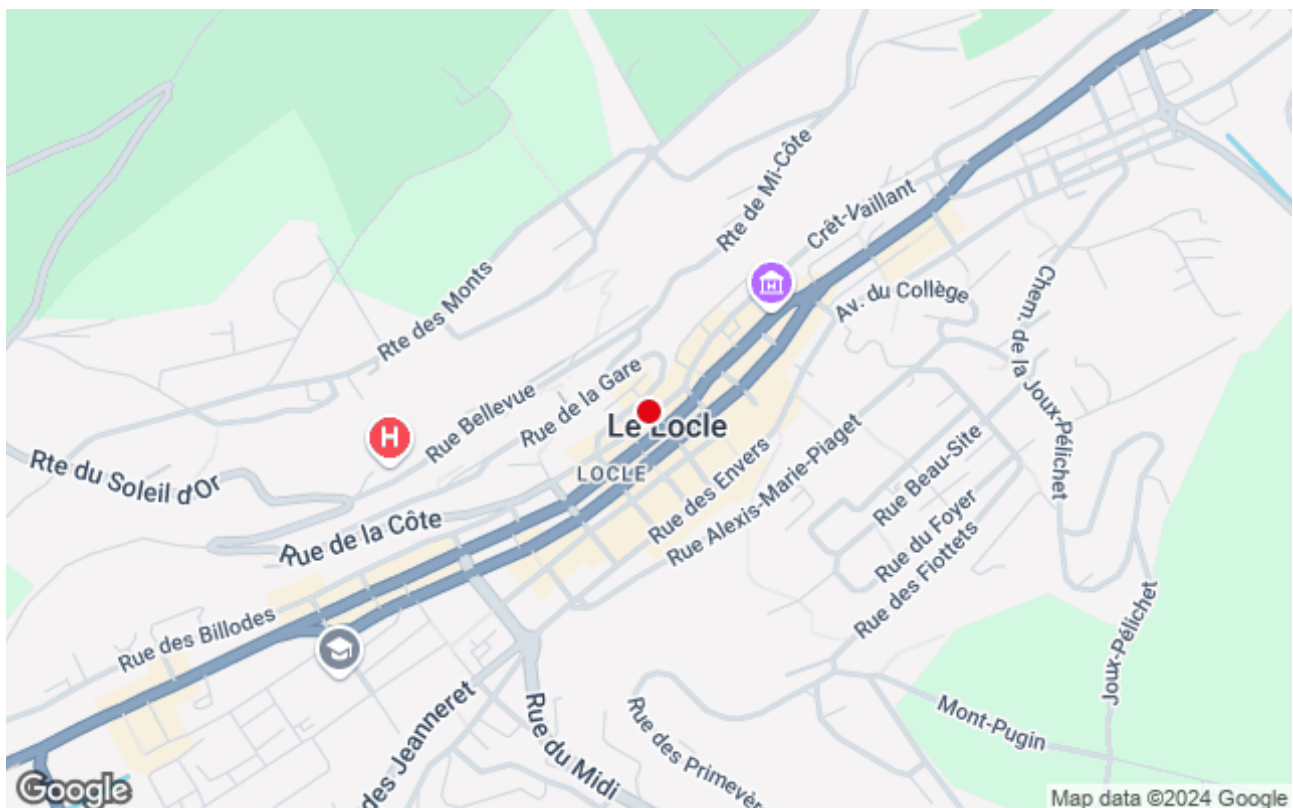 Rte de Mi-Côte
Crêt-Vaillant
Rte des Monts
Av. du Collège
Chem. de la Joux-Pélichet
Rue de la Gare
Rue Bellevue
H
Le Locle
LOCLE
Rte du Soleil d'Or
Rue des Envers
Rue Alexis-Marie-Piaget
Rue Beau-Site
Rue de la Côte
Rue du Foyer
Rue des Fiottets
Rue des Billodes
Joux-Pélichet
des Jeanneret
Rue du Midi
Rue des Primevèr
Mont-Pugin
Google
Map data ©2024 Google